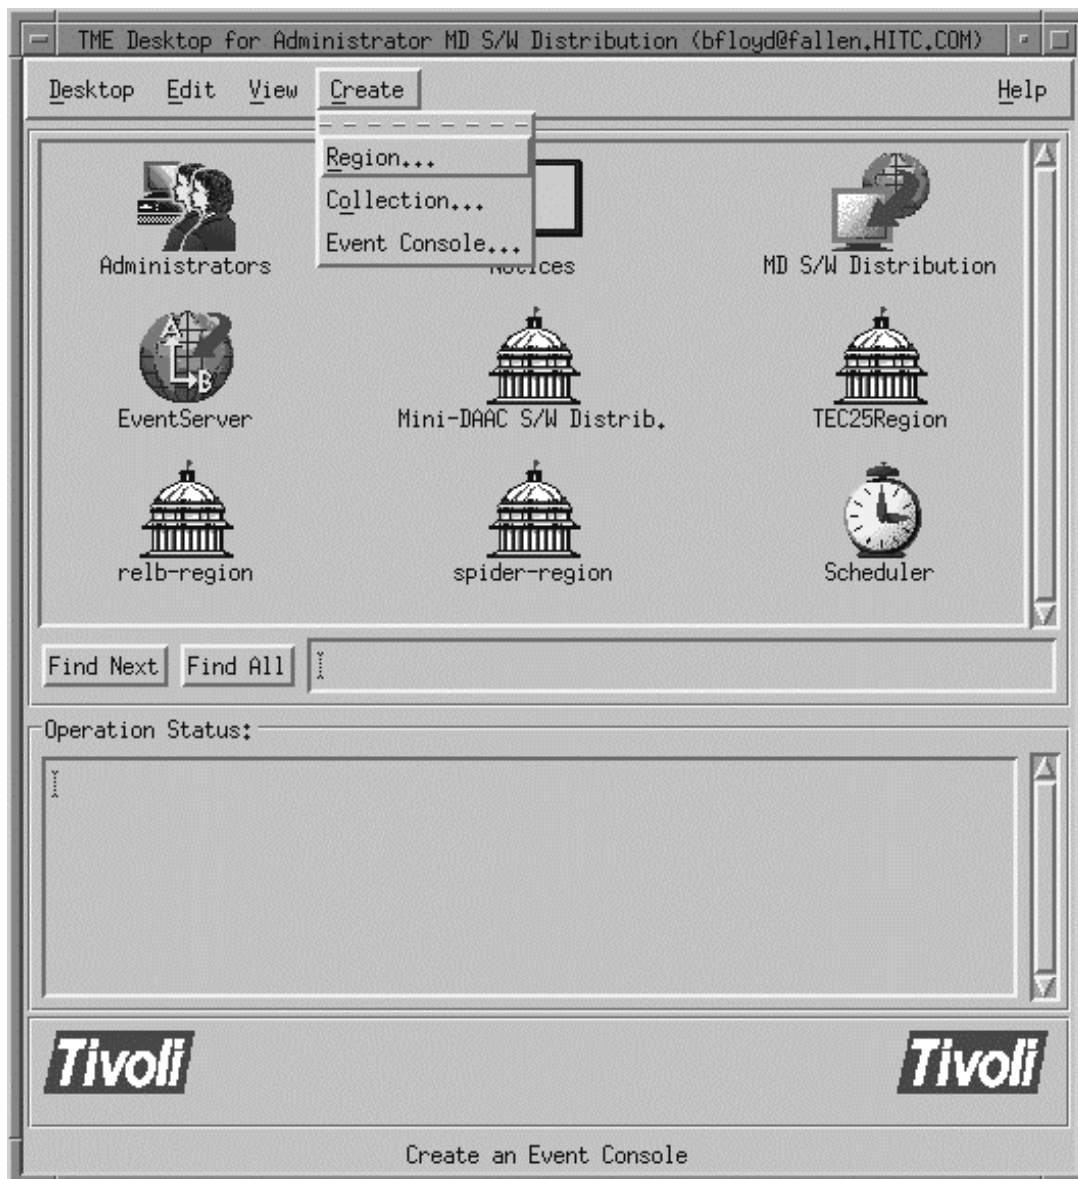 TME Desktop for Administrator MD S/W Distribution (bfloyd@fallen.HITC.COM)
Desktop Edit View Create Help
Region...
Collection...
Event Console...
Administrators Notices MD S/W Distribution
A
B
EventServer Mini-DAAC S/W Distrib. TEC25Region
relb-region spider-region Scheduler
Find Next Find All
Operation Status:
Tivoli Tivoli
Create an Event Console